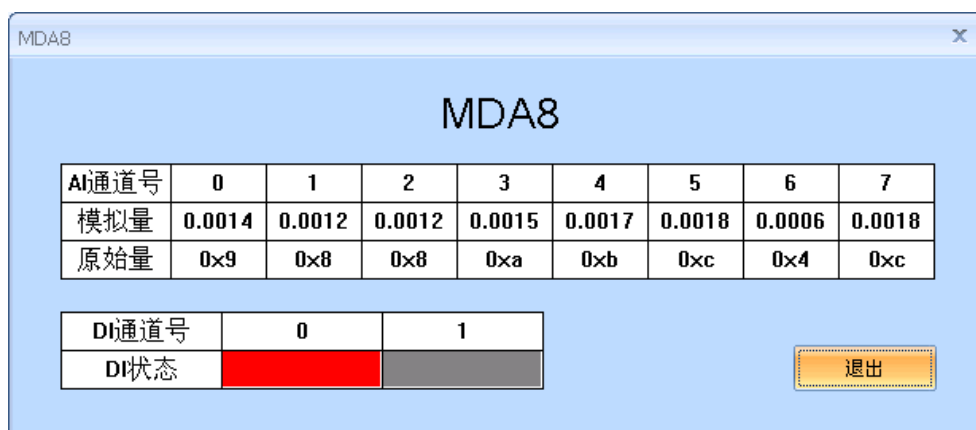 MDA8
x
MDA8
AI通道号 0 1 2 3 4 5 6 7
模拟量 0.0014 0.0012 0.0012 0.0015 0.0017 0.0018 0.0006 0.0018
原始量 0x9 0x8 0x8 0xa 0xb 0xc 0x4 0xc
DI通道号 0 1
DI状态
退出